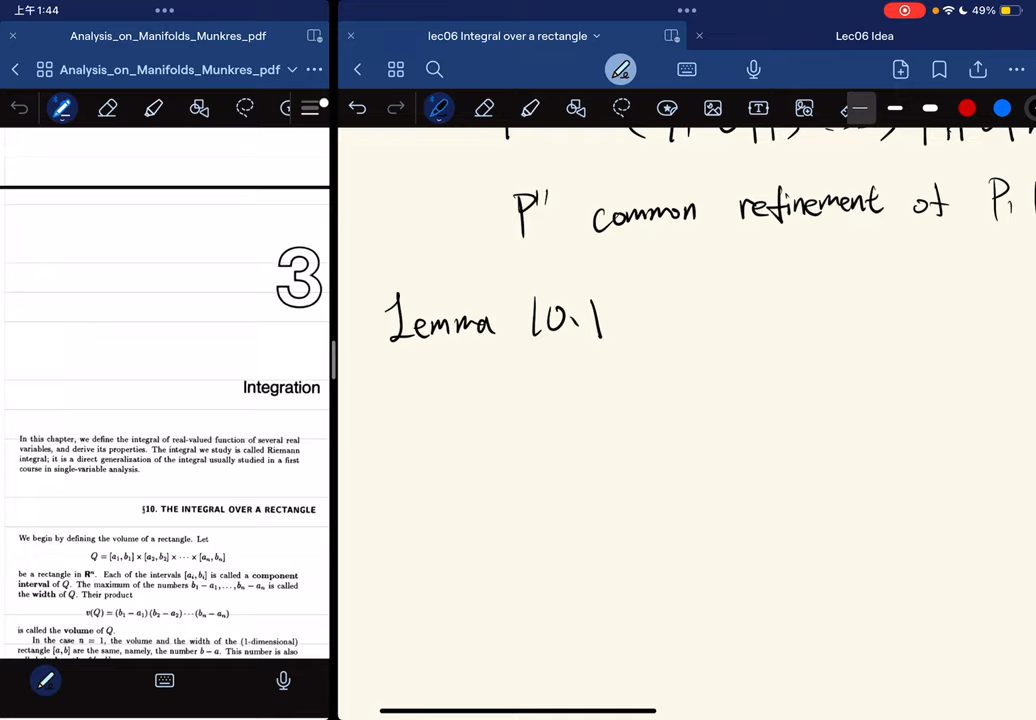 上午1:44
49%
Analysis_on_Manifolds_Munkres_pdf
lec06 Integral over a rectangle
Lec06 Idea
Analysis_on_Manifolds_Munkres_pdf
3
Integration
In this chapter, we define the integral of real-valued function of several real
variables, and derive its properties. The integral we study is called Riemann
integral; it is a direct generalization of the integral usually studied in a first
course in single-variable analysis.
§10. THE INTEGRAL OVER A RECTANGLE
We begin by defining the volume of a rectangle. Let
Q = [a₁, b₁] × [a₂, b₂] × ··· × [aₙ, bₙ]
be a rectangle in Rⁿ. Each of the intervals [aᵢ, bᵢ] is called a component
interval of Q. The maximum of the numbers b₁ − a₁, . . . , bₙ − aₙ is called
the width of Q. Their product
v(Q) = (b₁ − a₁)(b₂ − a₂) ··· (bₙ − aₙ)
is called the volume of Q.
In the case n = 1, the volume and the width of the (1-dimensional)
rectangle [a, b] are the same, namely, the number b − a. This number is also
P'' common refinement of P₁
Lemma 10.1